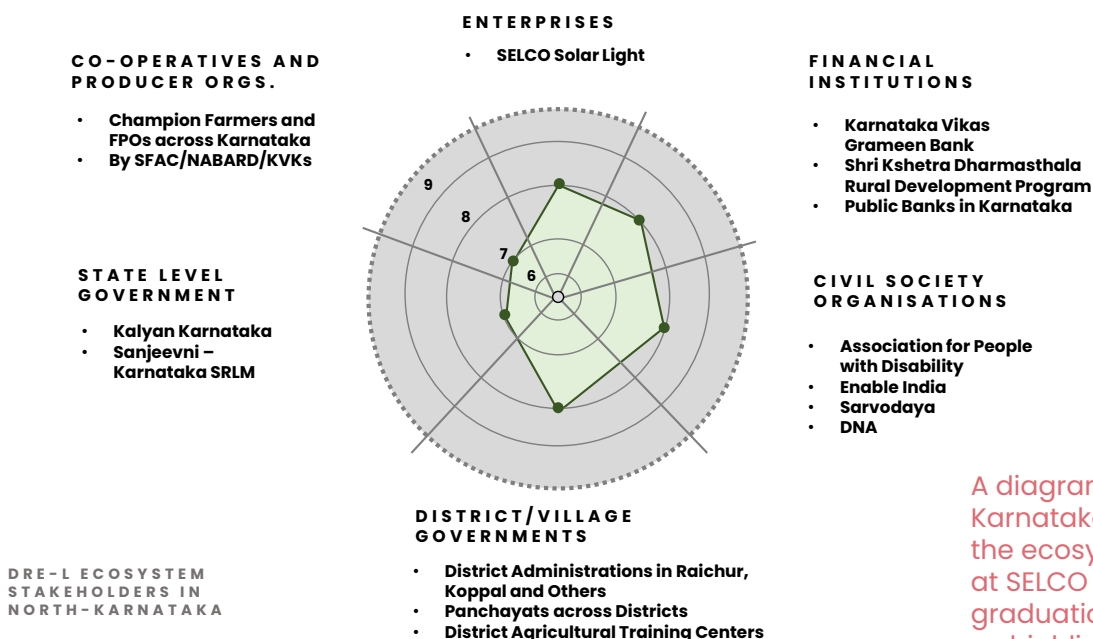 ENTERPRISES
• SELCO Solar Light
CO-OPERATIVES AND
PRODUCER ORGS.
• Champion Farmers and
FPOs across Karnataka
• By SFAC/NABARD/KVKs
FINANCIAL
INSTITUTIONS
• Karnataka Vikas
Grameen Bank
• Shri Kshetra Dharmasthala
Rural Development Program
• Public Banks in Karnataka
9
8
7
6
STATE LEVEL
GOVERNMENT
• Kalyan Karnataka
• Sanjeevni –
Karnataka SRLM
CIVIL SOCIETY
ORGANISATIONS
• Association for People
with Disability
• Enable India
• Sarvodaya
• DNA
DISTRICT/VILLAGE
GOVERNMENTS
• District Administrations in Raichur,
Koppal and Others
• Panchayats across Districts
• District Agricultural Training Centers
DRE-L ECOSYSTEM
STAKEHOLDERS IN
NORTH-KARNATAKA
A
the
at SELCO